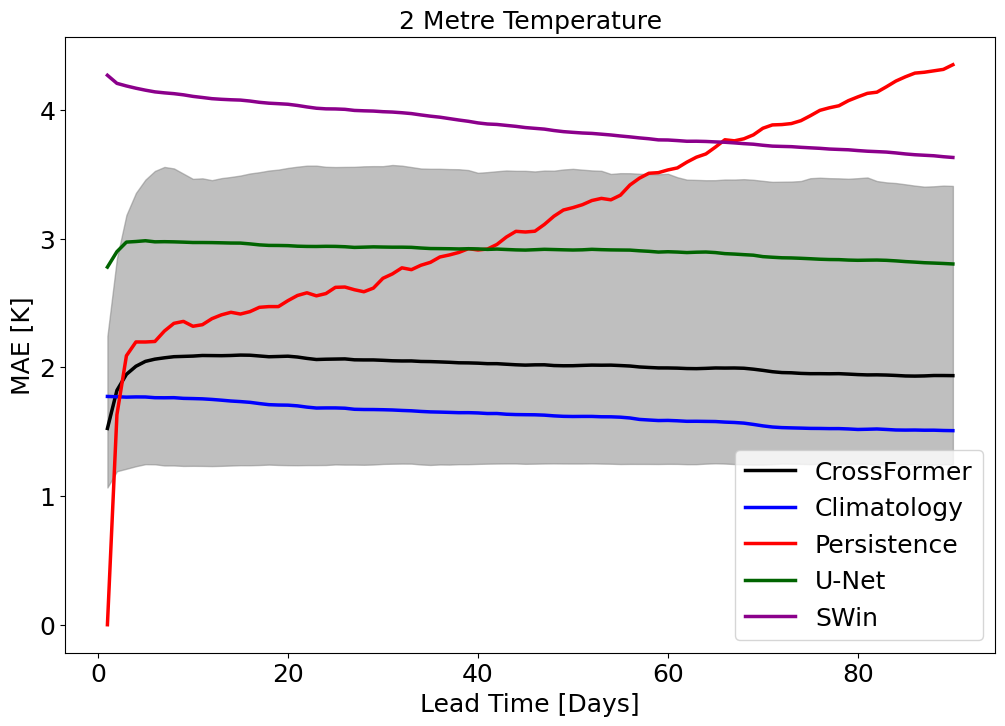 2 Metre Temperature
MAE [K]
4
3
2
1
0
0 20 40 60 80
Lead Time [Days]
CrossFormer
Climatology
Persistence
U-Net
SWin